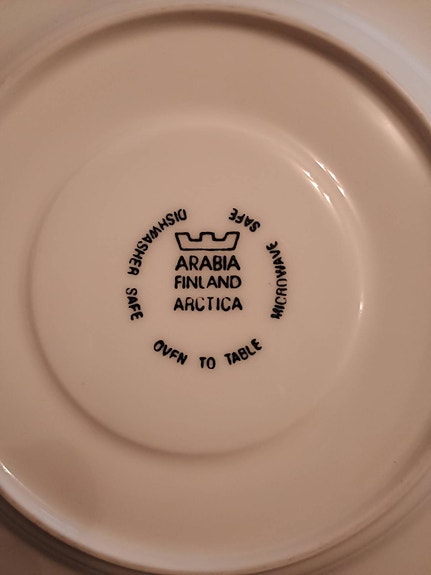 ARABIA
FINLAND
ARCTICA
DISHWASHER SAFE
OVEN TO TABLE
MICROWAVE SAFE